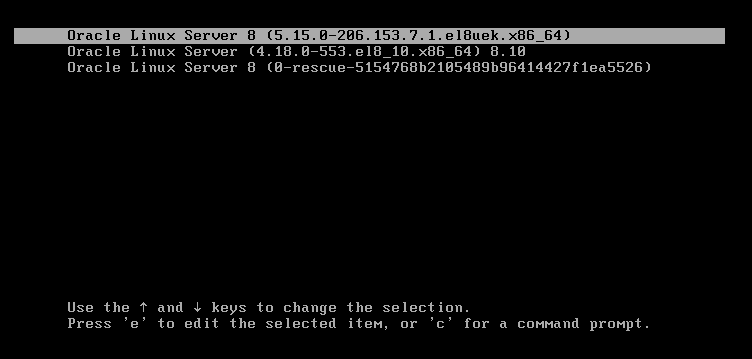 Oracle Linux Server 8 (5.15.0-206.153.7.1.el8uek.x86_64)
Oracle Linux Server (4.18.0-553.el8_10.x86_64) 8.10
Oracle Linux Server 8 (0-rescue-5154768b2105489b96414427f1ea5526)
Use the ↑ and ↓ keys to change the selection.
Press 'e' to edit the selected item, or 'c' for a command prompt.